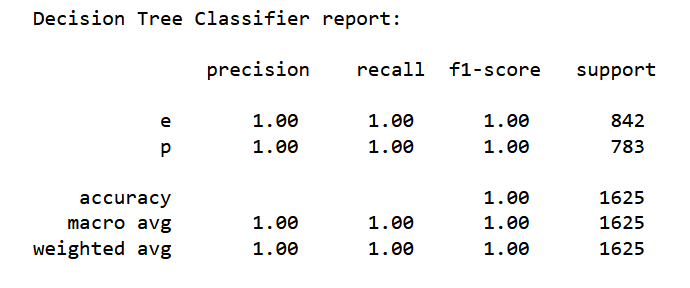 Decision Tree Classifier report:
precision recall f1-score support
e 1.00 1.00 1.00 842
p 1.00 1.00 1.00 783
accuracy 1.00 1625
macro avg 1.00 1.00 1.00 1625
weighted avg 1.00 1.00 1.00 1625